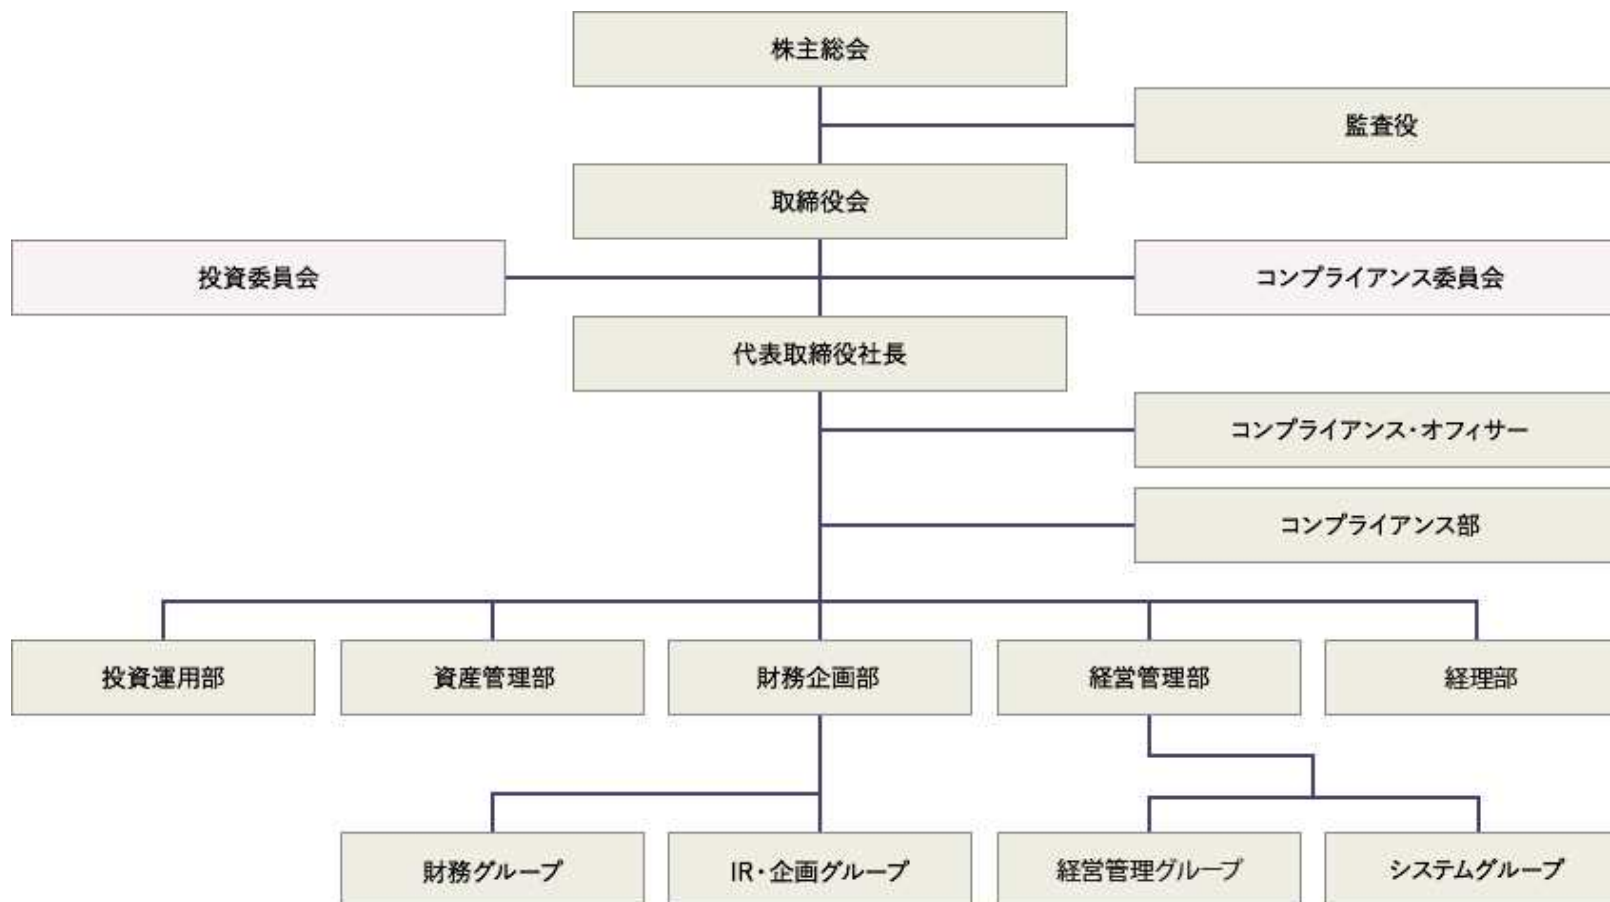 株主総会
監査役
取締役会
投資委員会
コンプライアンス委員会
代表取締役社長
コンプライアンス・オフィサー
コンプライアンス部
投資運用部
資産管理部
財務企画部
経営管理部
経理部
財務グループ
IR・企画グループ
経営管理グループ
システムグループ